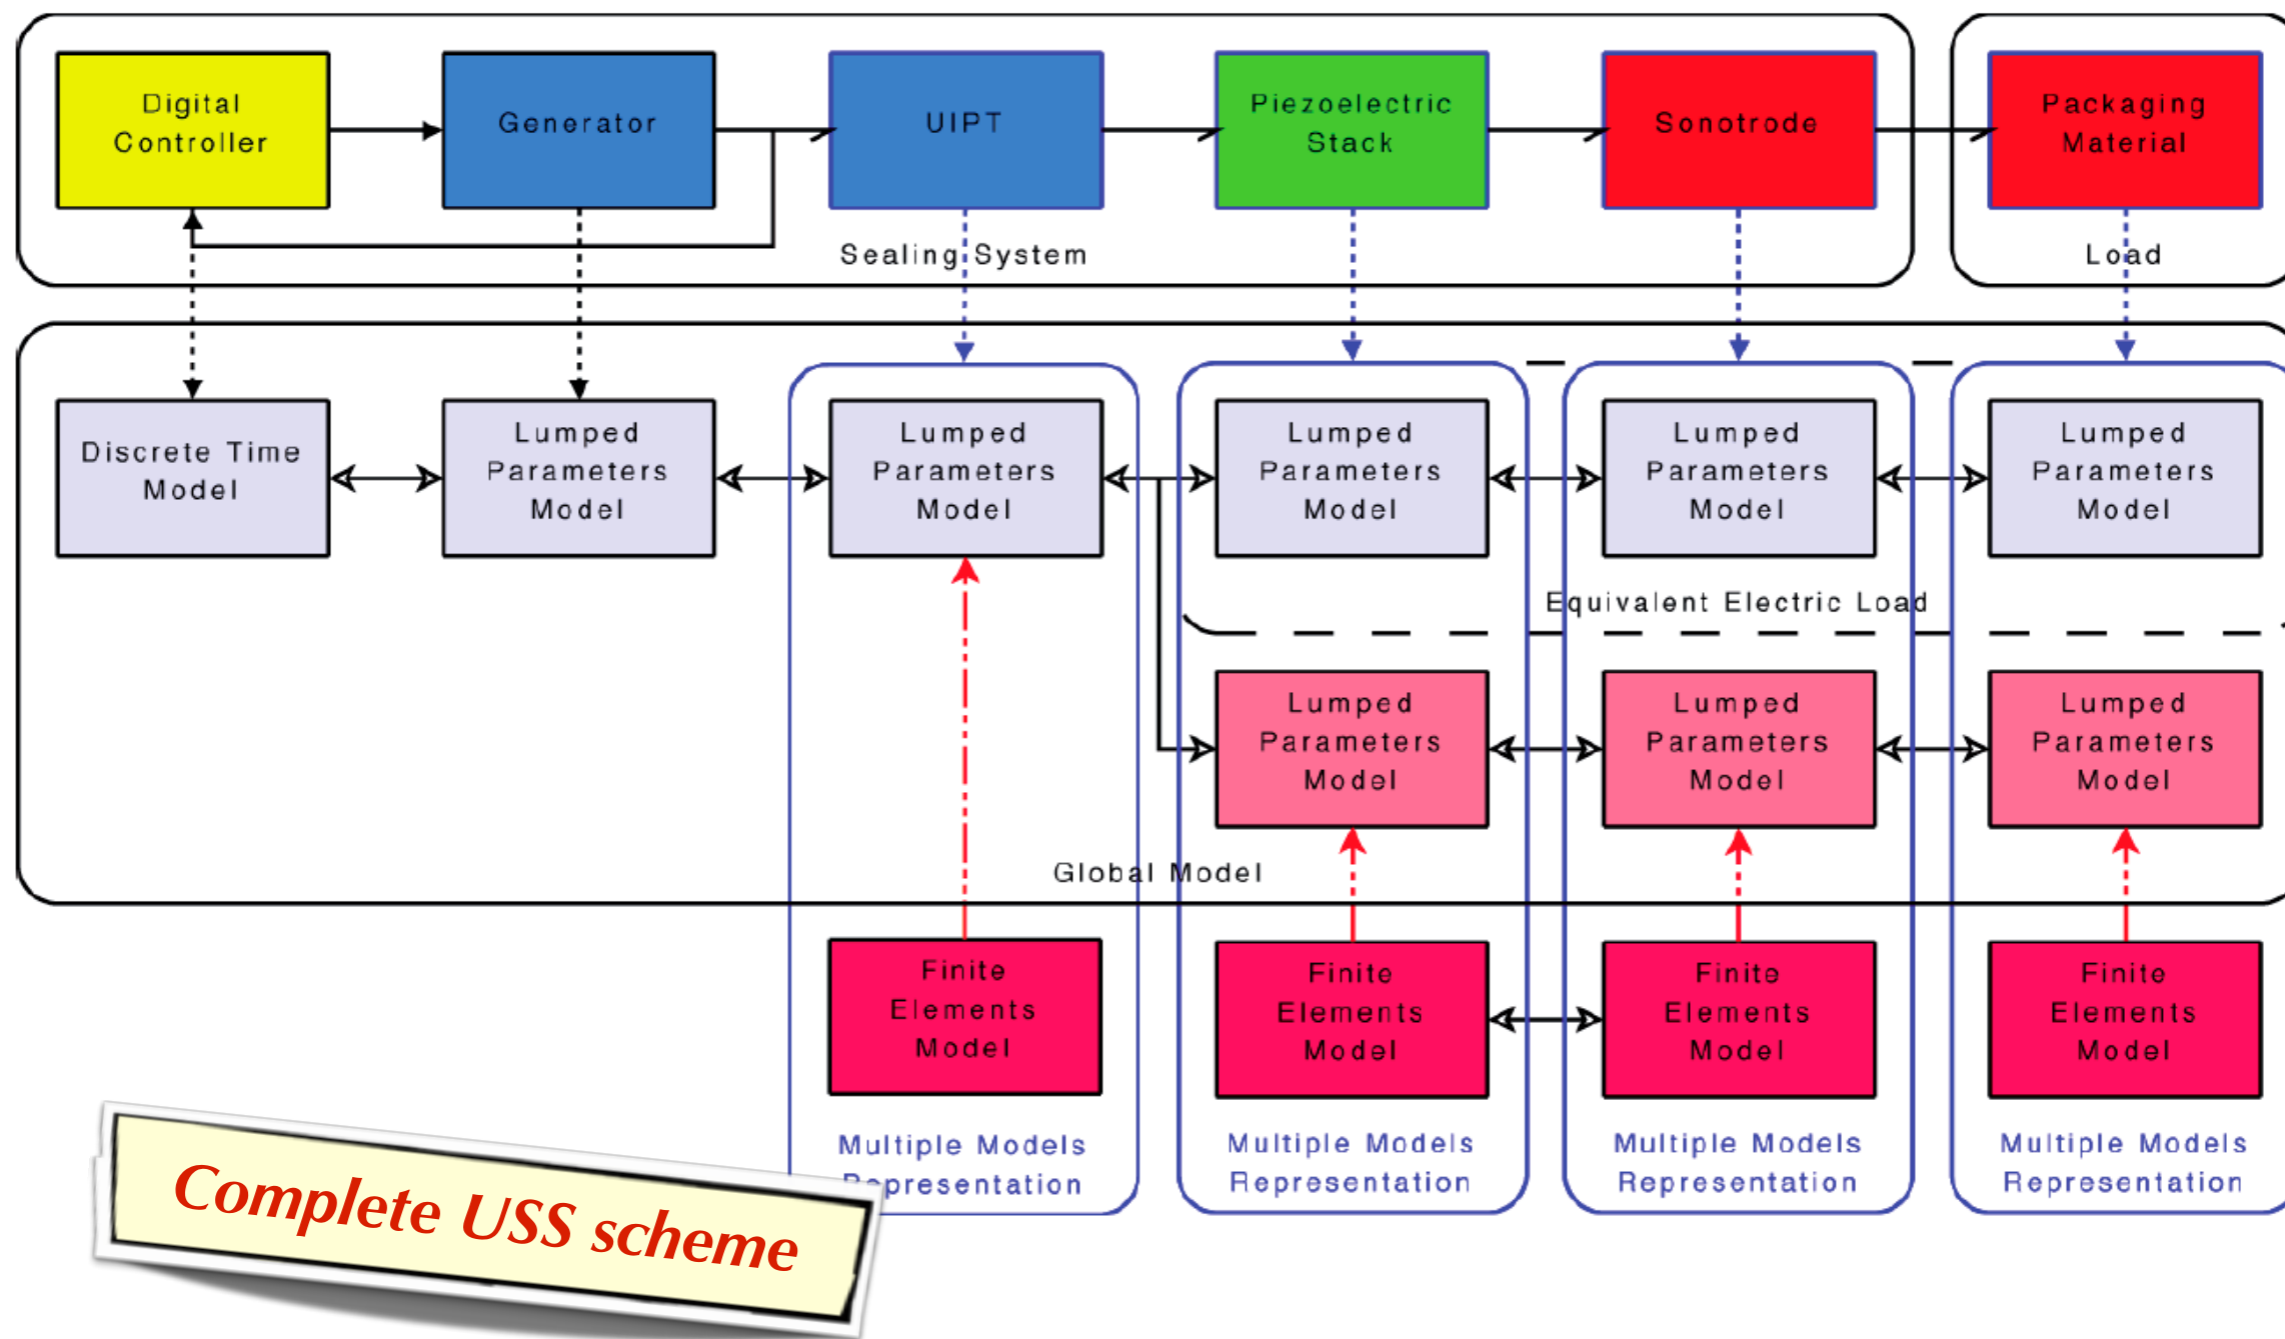 Digital
Controller
Generator
UIPT
Piezoelectric
Stack
Sonotrode
Packaging
Material
Sealing System
Load
Discrete Time
Model
Lumped
Parameters
Model
Lumped
Parameters
Model
Lumped
Parameters
Model
Lumped
Parameters
Model
Lumped
Parameters
Model
Equivalent Electric Load
Lumped
Parameters
Model
Lumped
Parameters
Model
Lumped
Parameters
Model
Global Model
Finite
Elements
Model
Finite
Elements
Model
Finite
Elements
Model
Finite
Elements
Model
Multiple Models
Representation
Multiple Models
Representation
Multiple Models
Representation
Multiple Models
Representation
Complete USS scheme